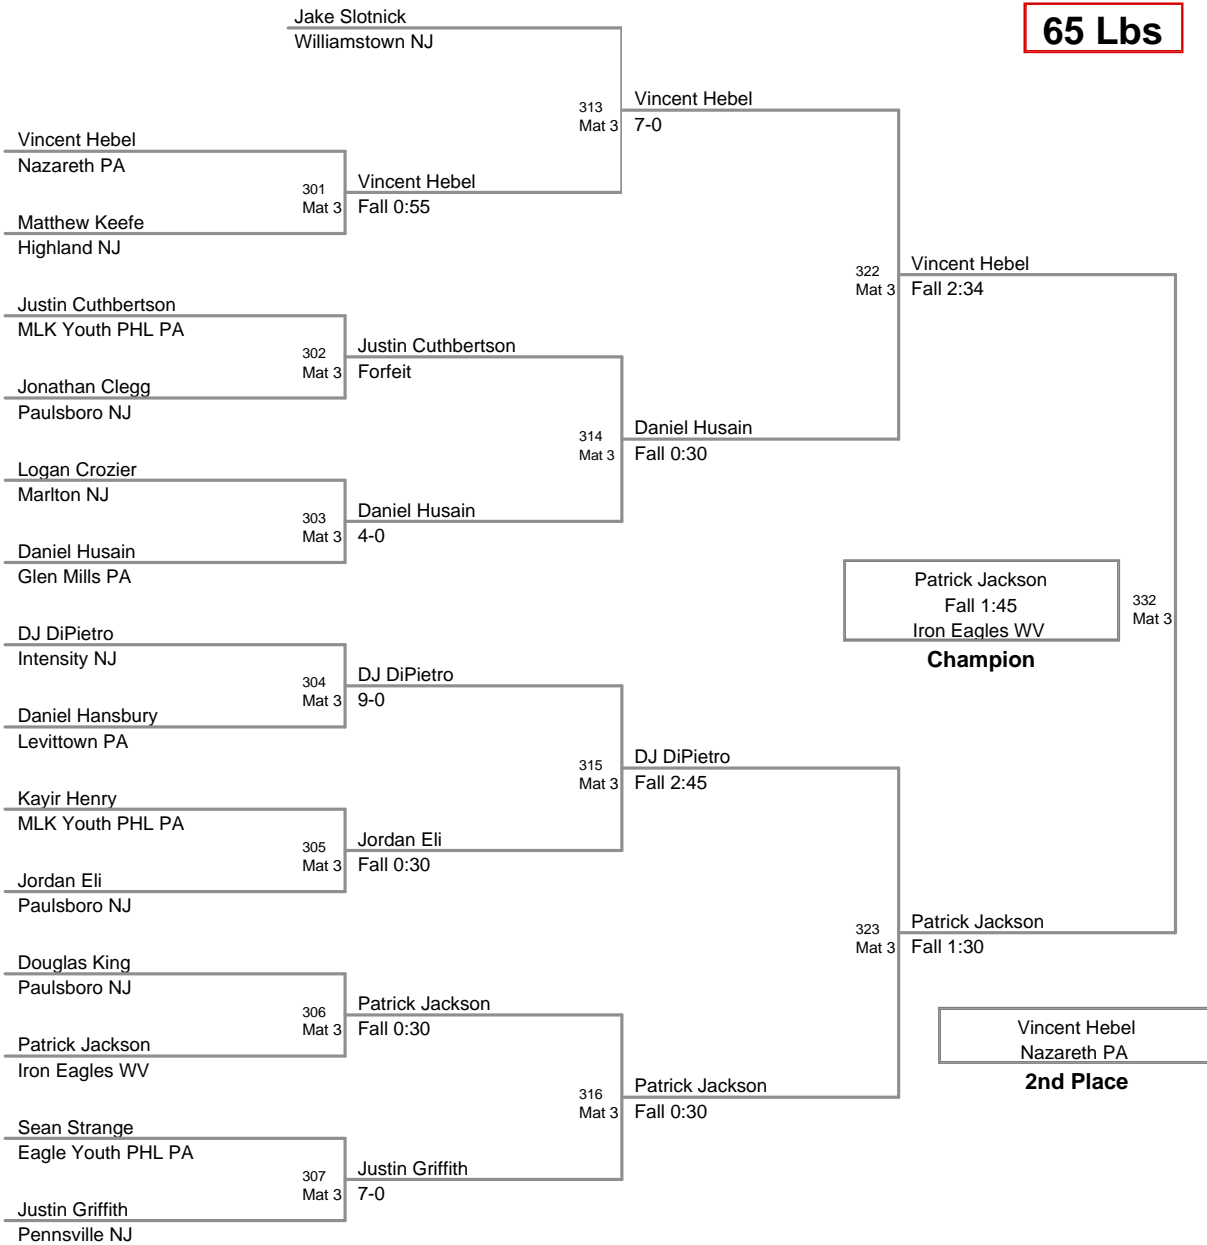 Jake Slotnick
Williamstown NJ
65 Lbs
313
Mat 3
Vincent Hebel
7-0
Vincent Hebel
Nazareth PA
301
Mat 3
Vincent Hebel
Fall 0:55
Matthew Keefe
Highland NJ
322
Mat 3
Vincent Hebel
Fall 2:34
Justin Cuthbertson
MLK Youth PHL PA
302
Mat 3
Justin Cuthbertson
Forfeit
Jonathan Clegg
Paulsboro NJ
314
Mat 3
Daniel Husain
Fall 0:30
Logan Crozier
Marlton NJ
303
Mat 3
Daniel Husain
4-0
Daniel Husain
Glen Mills PA
Patrick Jackson
Fall 1:45
Iron Eagles WV
Champion
332
Mat 3
DJ DiPietro
Intensity NJ
304
Mat 3
DJ DiPietro
9-0
Daniel Hansbury
Levittown PA
315
Mat 3
DJ DiPietro
Fall 2:45
Kayir Henry
MLK Youth PHL PA
305
Mat 3
Jordan Eli
Fall 0:30
Jordan Eli
Paulsboro NJ
323
Mat 3
Patrick Jackson
Fall 1:30
Douglas King
Paulsboro NJ
306
Mat 3
Patrick Jackson
Fall 0:30
Patrick Jackson
Iron Eagles WV
Vincent Hebel
Nazareth PA
2nd Place
316
Mat 3
Patrick Jackson
Fall 0:30
Sean Strange
Eagle Youth PHL PA
307
Mat 3
Justin Griffith
7-0
Justin Griffith
Pennsville NJ